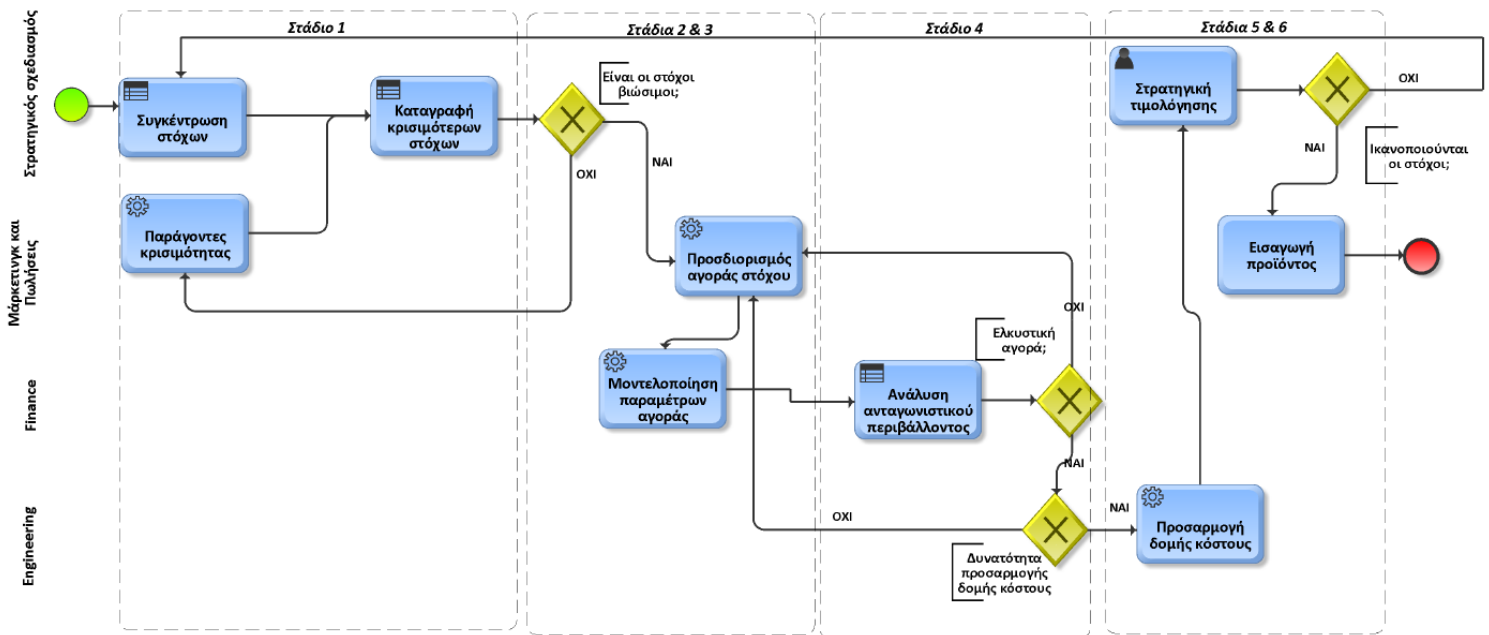 Στάδιο 1
Στάδια 2 & 3
Στάδιο 4
Στάδια 5 & 6
Στρατηγικός σχεδιασμός
Συγκέντρωση
στόχων
Καταγραφή
κρισιμότερων
στόχων
Είναι οι στόχοι
βιώσιμοι;
ΝΑΙ
ΟΧΙ
Στρατηγική
τιμολόγησης
ΟΧΙ
ΝΑΙ
Ικανοποιούνται
οι στόχοι;
Μάρκετινγκ και
Πωλήσεις
Παράγοντες
κρισιμότητας
Προσδιορισμός
αγοράς στόχου
Εισαγωγή
προϊόντος
ΟΧΙ
Finance
Μοντελοποίηση
παραμέτρων
αγοράς
Ελκυστική
αγορά;
Ανάλυση
ανταγωνιστικού
περιβάλλοντος
ΝΑΙ
Engineering
ΟΧΙ
ΝΑΙ
Δυνατότητα
προσαρμογής
δομής κόστους
Προσαρμογή
δομής κόστους